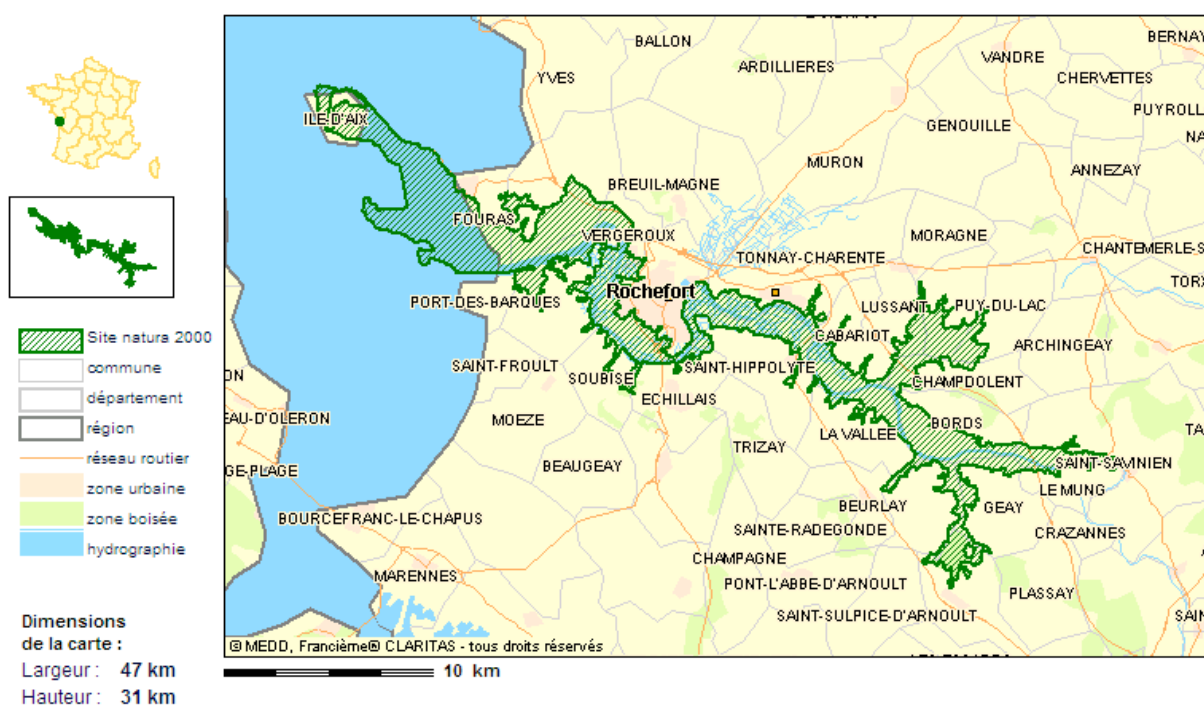 BALLON
BERNAY
ARDILLIERES
VANDRE
YVES
CHERVETTES
PUYROLL
ILE-D'AIX
GENOUILLE
NA
MURON
ANNEZAY
BREUIL-MAGNE
FOURAS
VERGEROUX
MORAGNE
CHANTEMERLE-S
TONNAY-CHARENTE
TORX
Rochefort
PORT-DES-BARQUES
LUSSANT
PUY-DU-LAC
GABARIOT
ARCHINGEAY
SAINT-FROULT
SAINT-HIPPOLYTE
SOUBISE
CHAMPDOLENT
ECHILLAIS
ON
EAU-D'OLERON
MOEZE
BORDS
TA
LA VALLEE
TRIZAY
GE-PLAGE
BEAUGEAY
SAINT-SAVINIEN
LE MUNG
BEURLAY
GEAY
BOURCEFRANC-LE-CHAPUS
SAINTE-RADEGONDE
CRAZANNES
CHAMPAGNE
MARENNES
PONT-L'ABBE-D'ARNOULT
PLASSAY
SAINT-SULPICE-D'ARNOULT
SAIN
© MEDD, Francième® CLARITAS - tous droits réservés
10 km
Site natura 2000
commune
département
région
réseau routier
zone urbaine
zone boisée
hydrographie
Dimensions
de la carte :
Largeur : 47 km
Hauteur : 31 km